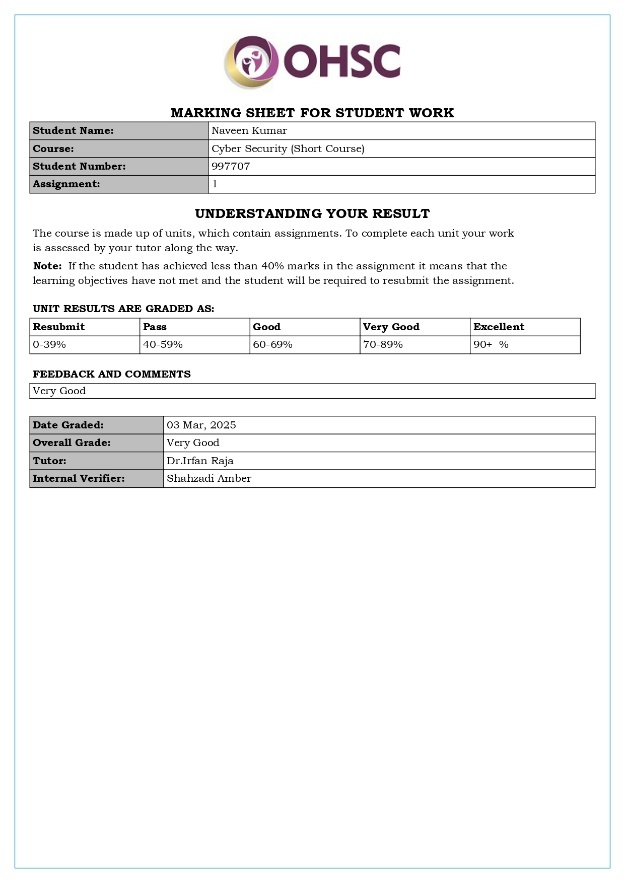 OHSC
MARKING SHEET FOR STUDENT WORK
Student Name: Naveen Kumar
Course: Cyber Security (Short Course)
Student Number: 997707
Assignment: 1
UNDERSTANDING YOUR RESULT
The course is made up of units, which contain assignments. To complete each unit your work
is assessed by your tutor along the way.
Note: If the student has achieved less than 40% marks in the assignment it means that the
learning objectives have not met and the student will be required to resubmit the assignment.
UNIT RESULTS ARE GRADED AS:
Resubmit Pass Good Very Good Excellent
0-39% 40-59% 60-69% 70-89% 90+ %
FEEDBACK AND COMMENTS
Very Good
Date Graded: 03 Mar, 2025
Overall Grade: Very Good
Tutor: Dr.Irfan Raja
Internal Verifier: Shahzadi Amber